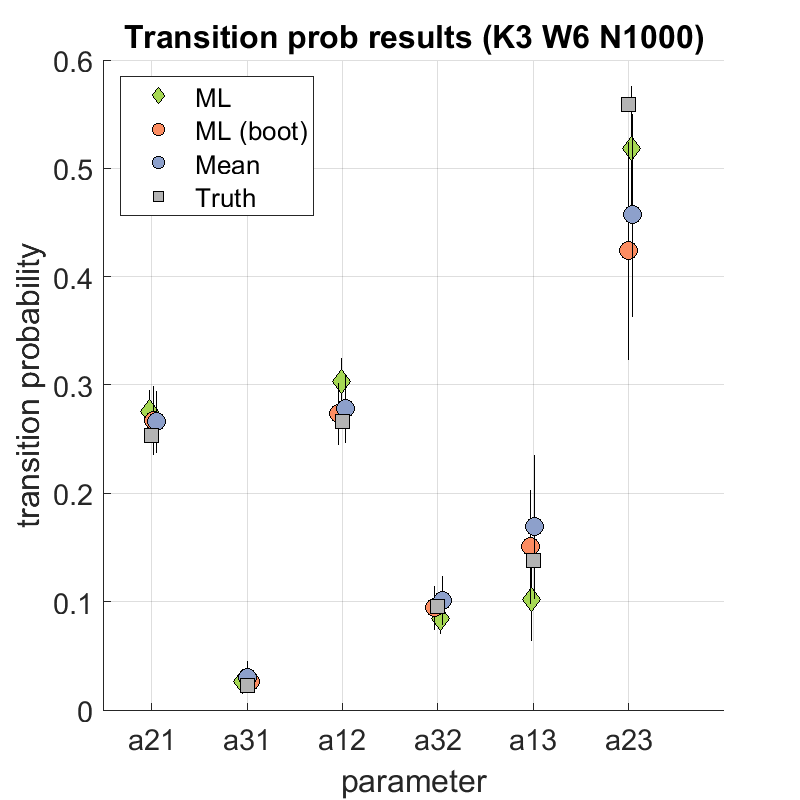 Transition prob results (K3 W6 N1000)
ML
ML (boot)
Mean
Truth
0.6
0.5
0.4
0.3
0.2
0.1
0
transition probability
a21 a31 a12 a32 a13 a23
parameter